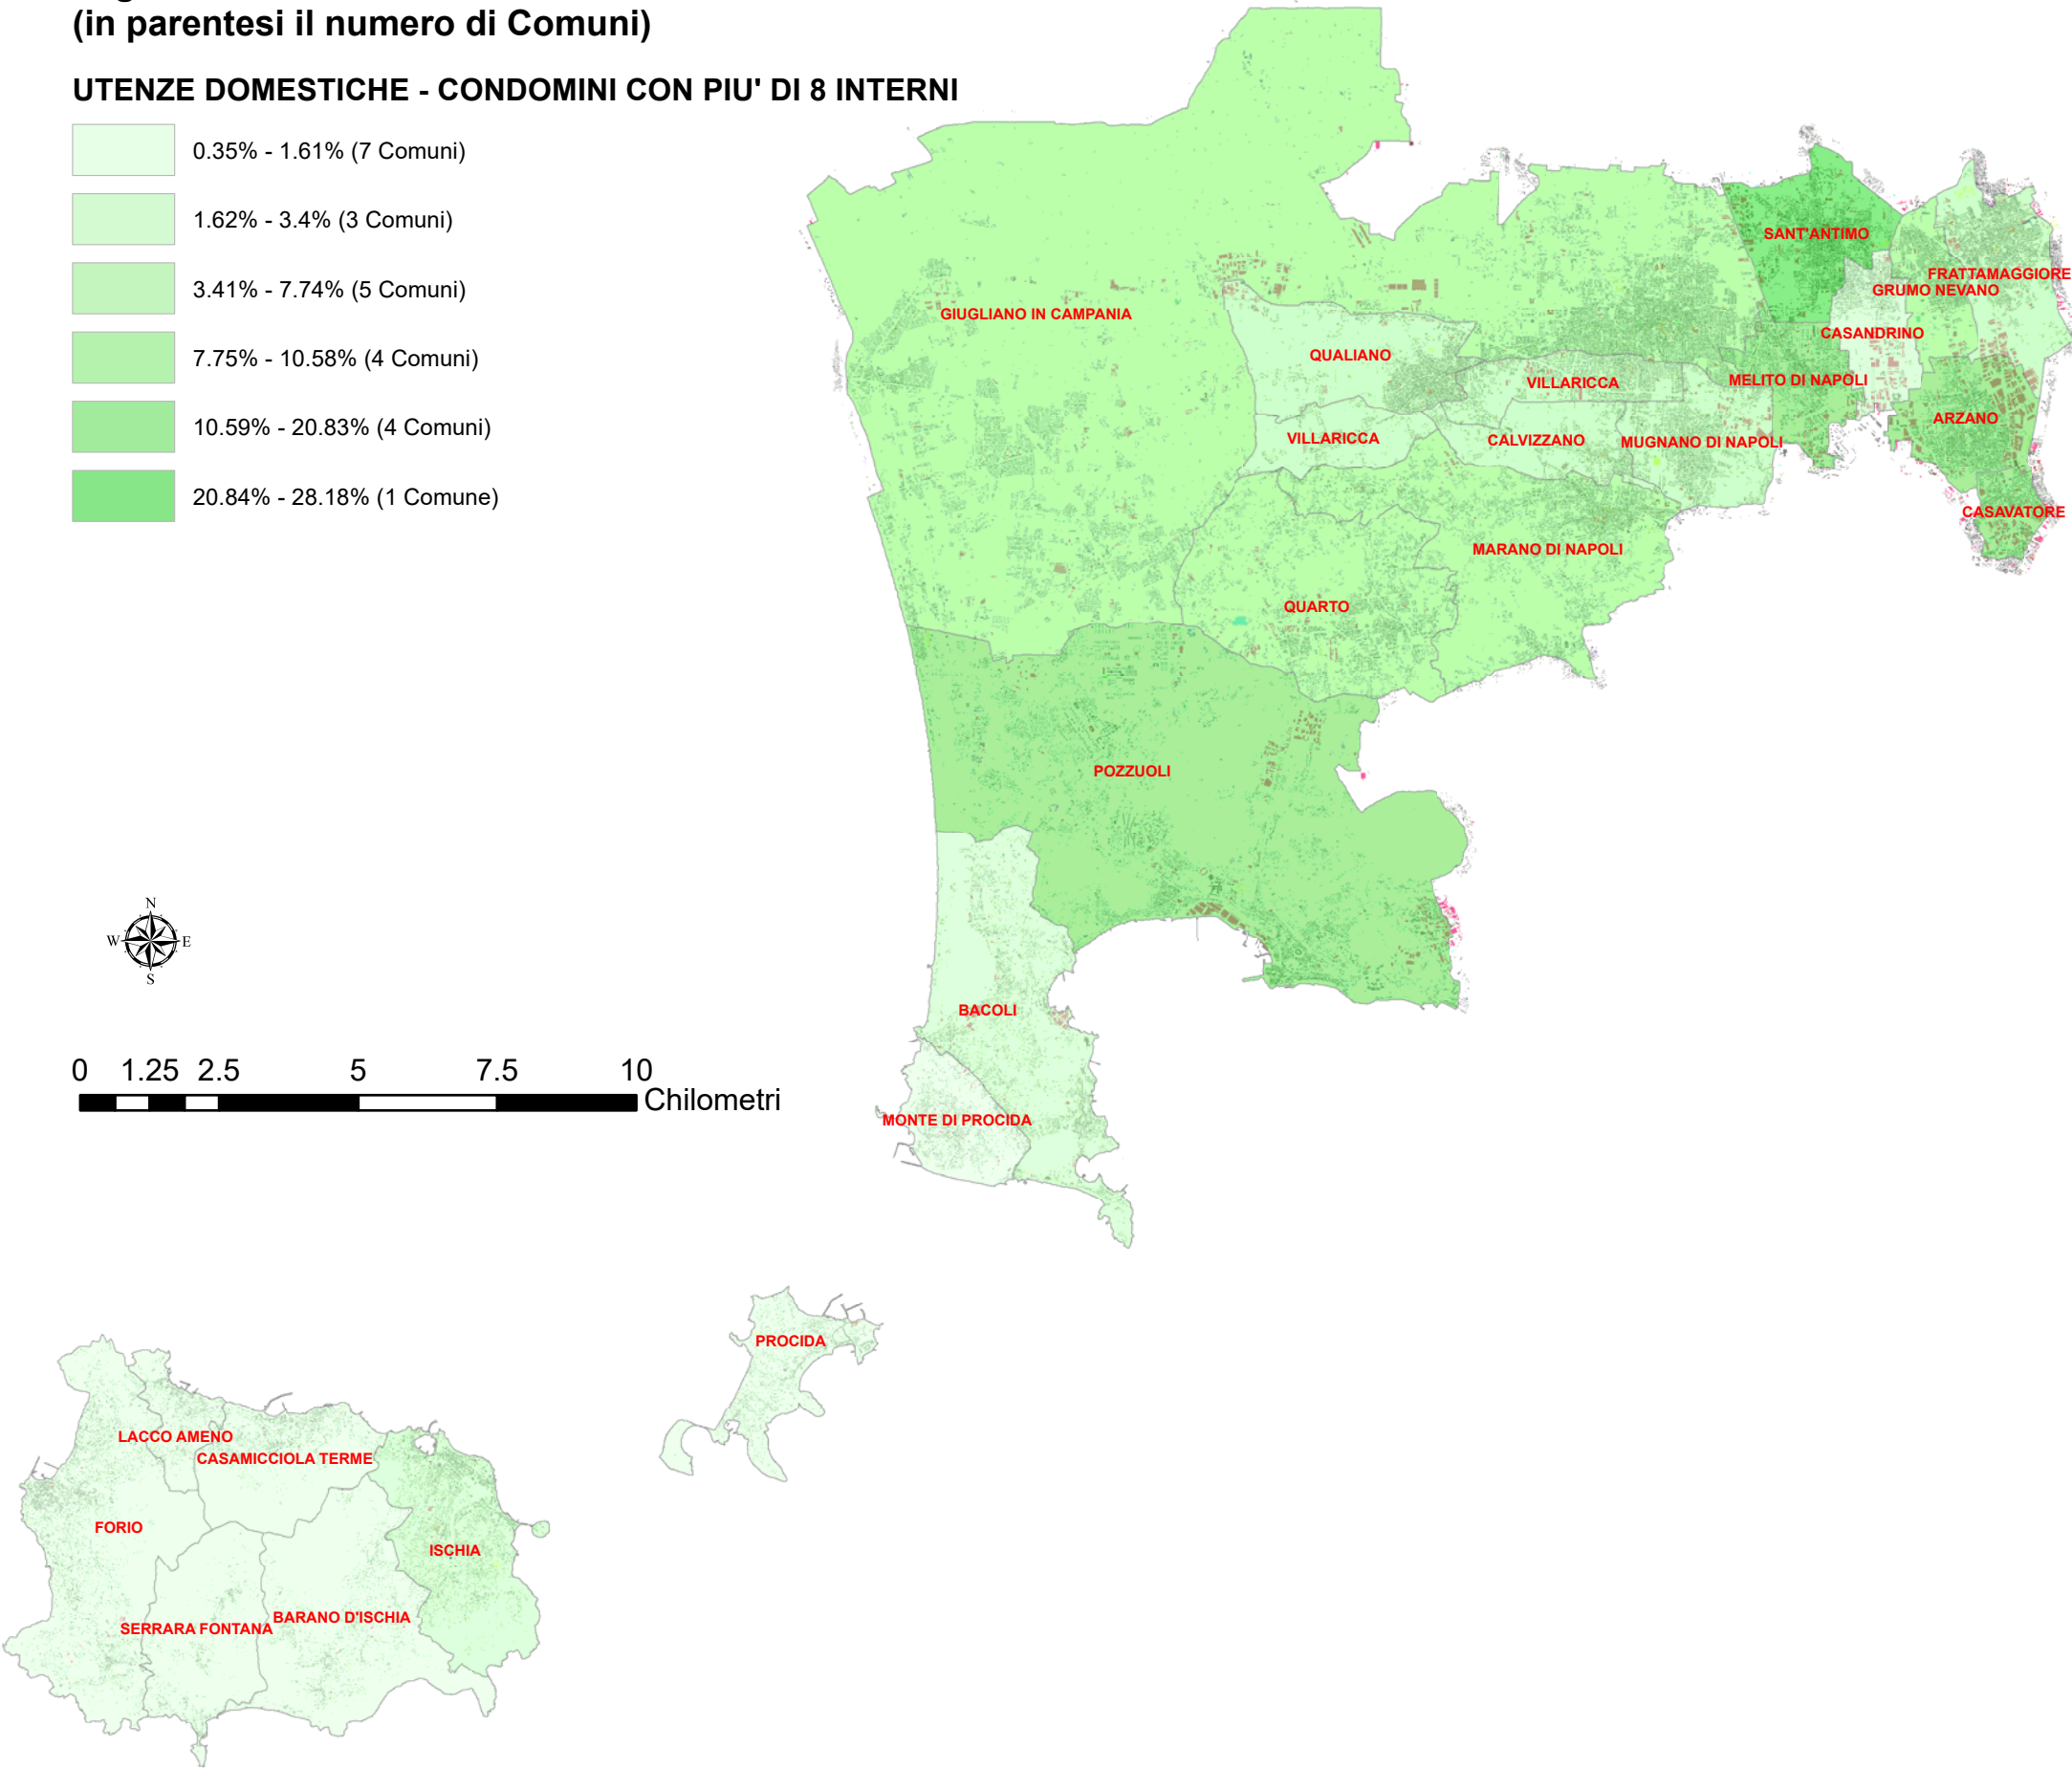 (in parentesi il numero di Comuni)
UTENZE DOMESTICHE - CONDOMINI CON PIU' DI 8 INTERNI
0.35% - 1.61% (7 Comuni)
1.62% - 3.4% (3 Comuni)
3.41% - 7.74% (5 Comuni)
7.75% - 10.58% (4 Comuni)
10.59% - 20.83% (4 Comuni)
20.84% - 28.18% (1 Comune)
SANT'ANTIMO
FRATTAMAGGIORE
GRUMO NEVANO
GIUGLIANO IN CAMPANIA
CASANDRINO
QUALIANO
VILLARICCA
MELITO DI NAPOLI
ARZANO
VILLARICCA
CALVIZZANO
MUGNANO DI NAPOLI
CASAVATORE
MARANO DI NAPOLI
QUARTO
POZZUOLI
N
W E
S
BACOLI
0 1.25 2.5 5 7.5 10
Chilometri
MONTE DI PROCIDA
PROCIDA
LACCO AMENO
CASAMICCIOLA TERME
FORIO
ISCHIA
BARANO D'ISCHIA
SERRARA FONTANA